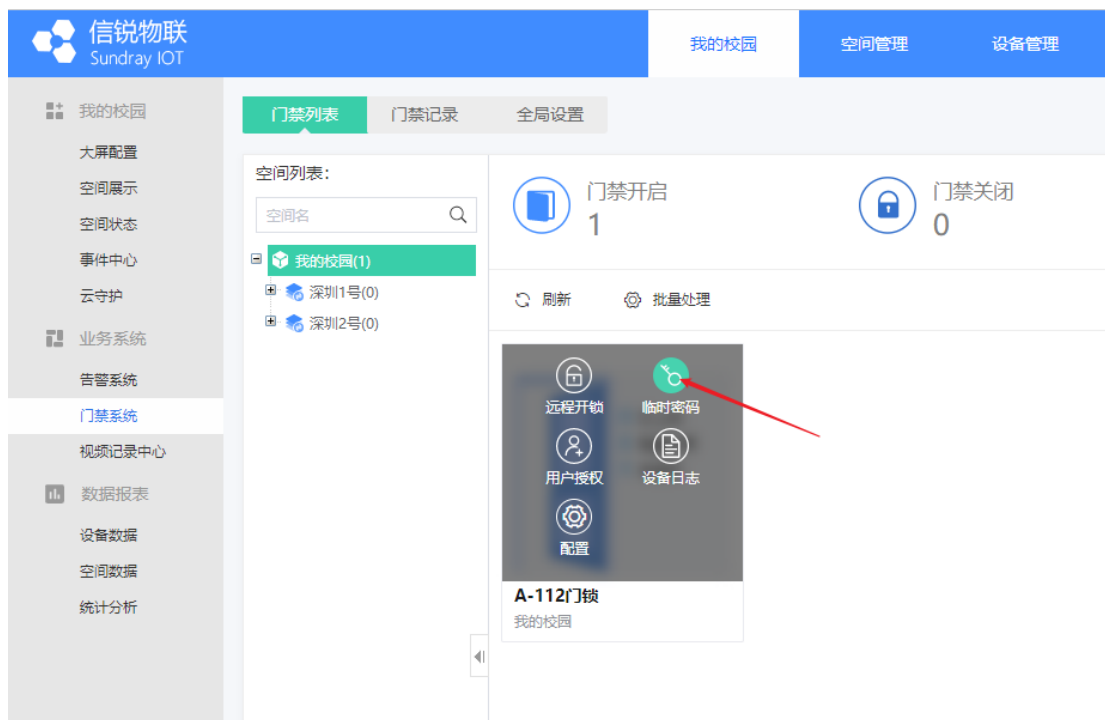 信锐物联
Sundray IOT
我的校园
空间管理
设备管理
我的校园
大屏配置
空间展示
空间状态
事件中心
云守护
业务系统
告警系统
门禁系统
视频记录中心
数据报表
设备数据
空间数据
统计分析
门禁列表
门禁记录
全局设置
空间列表:
空间名
我的校园(1)
深圳1号(0)
深圳2号(0)
门禁开启
1
门禁关闭
0
刷新
批量处理
远程开锁
临时密码
用户授权
设备日志
配置
A-112门锁
我的校园